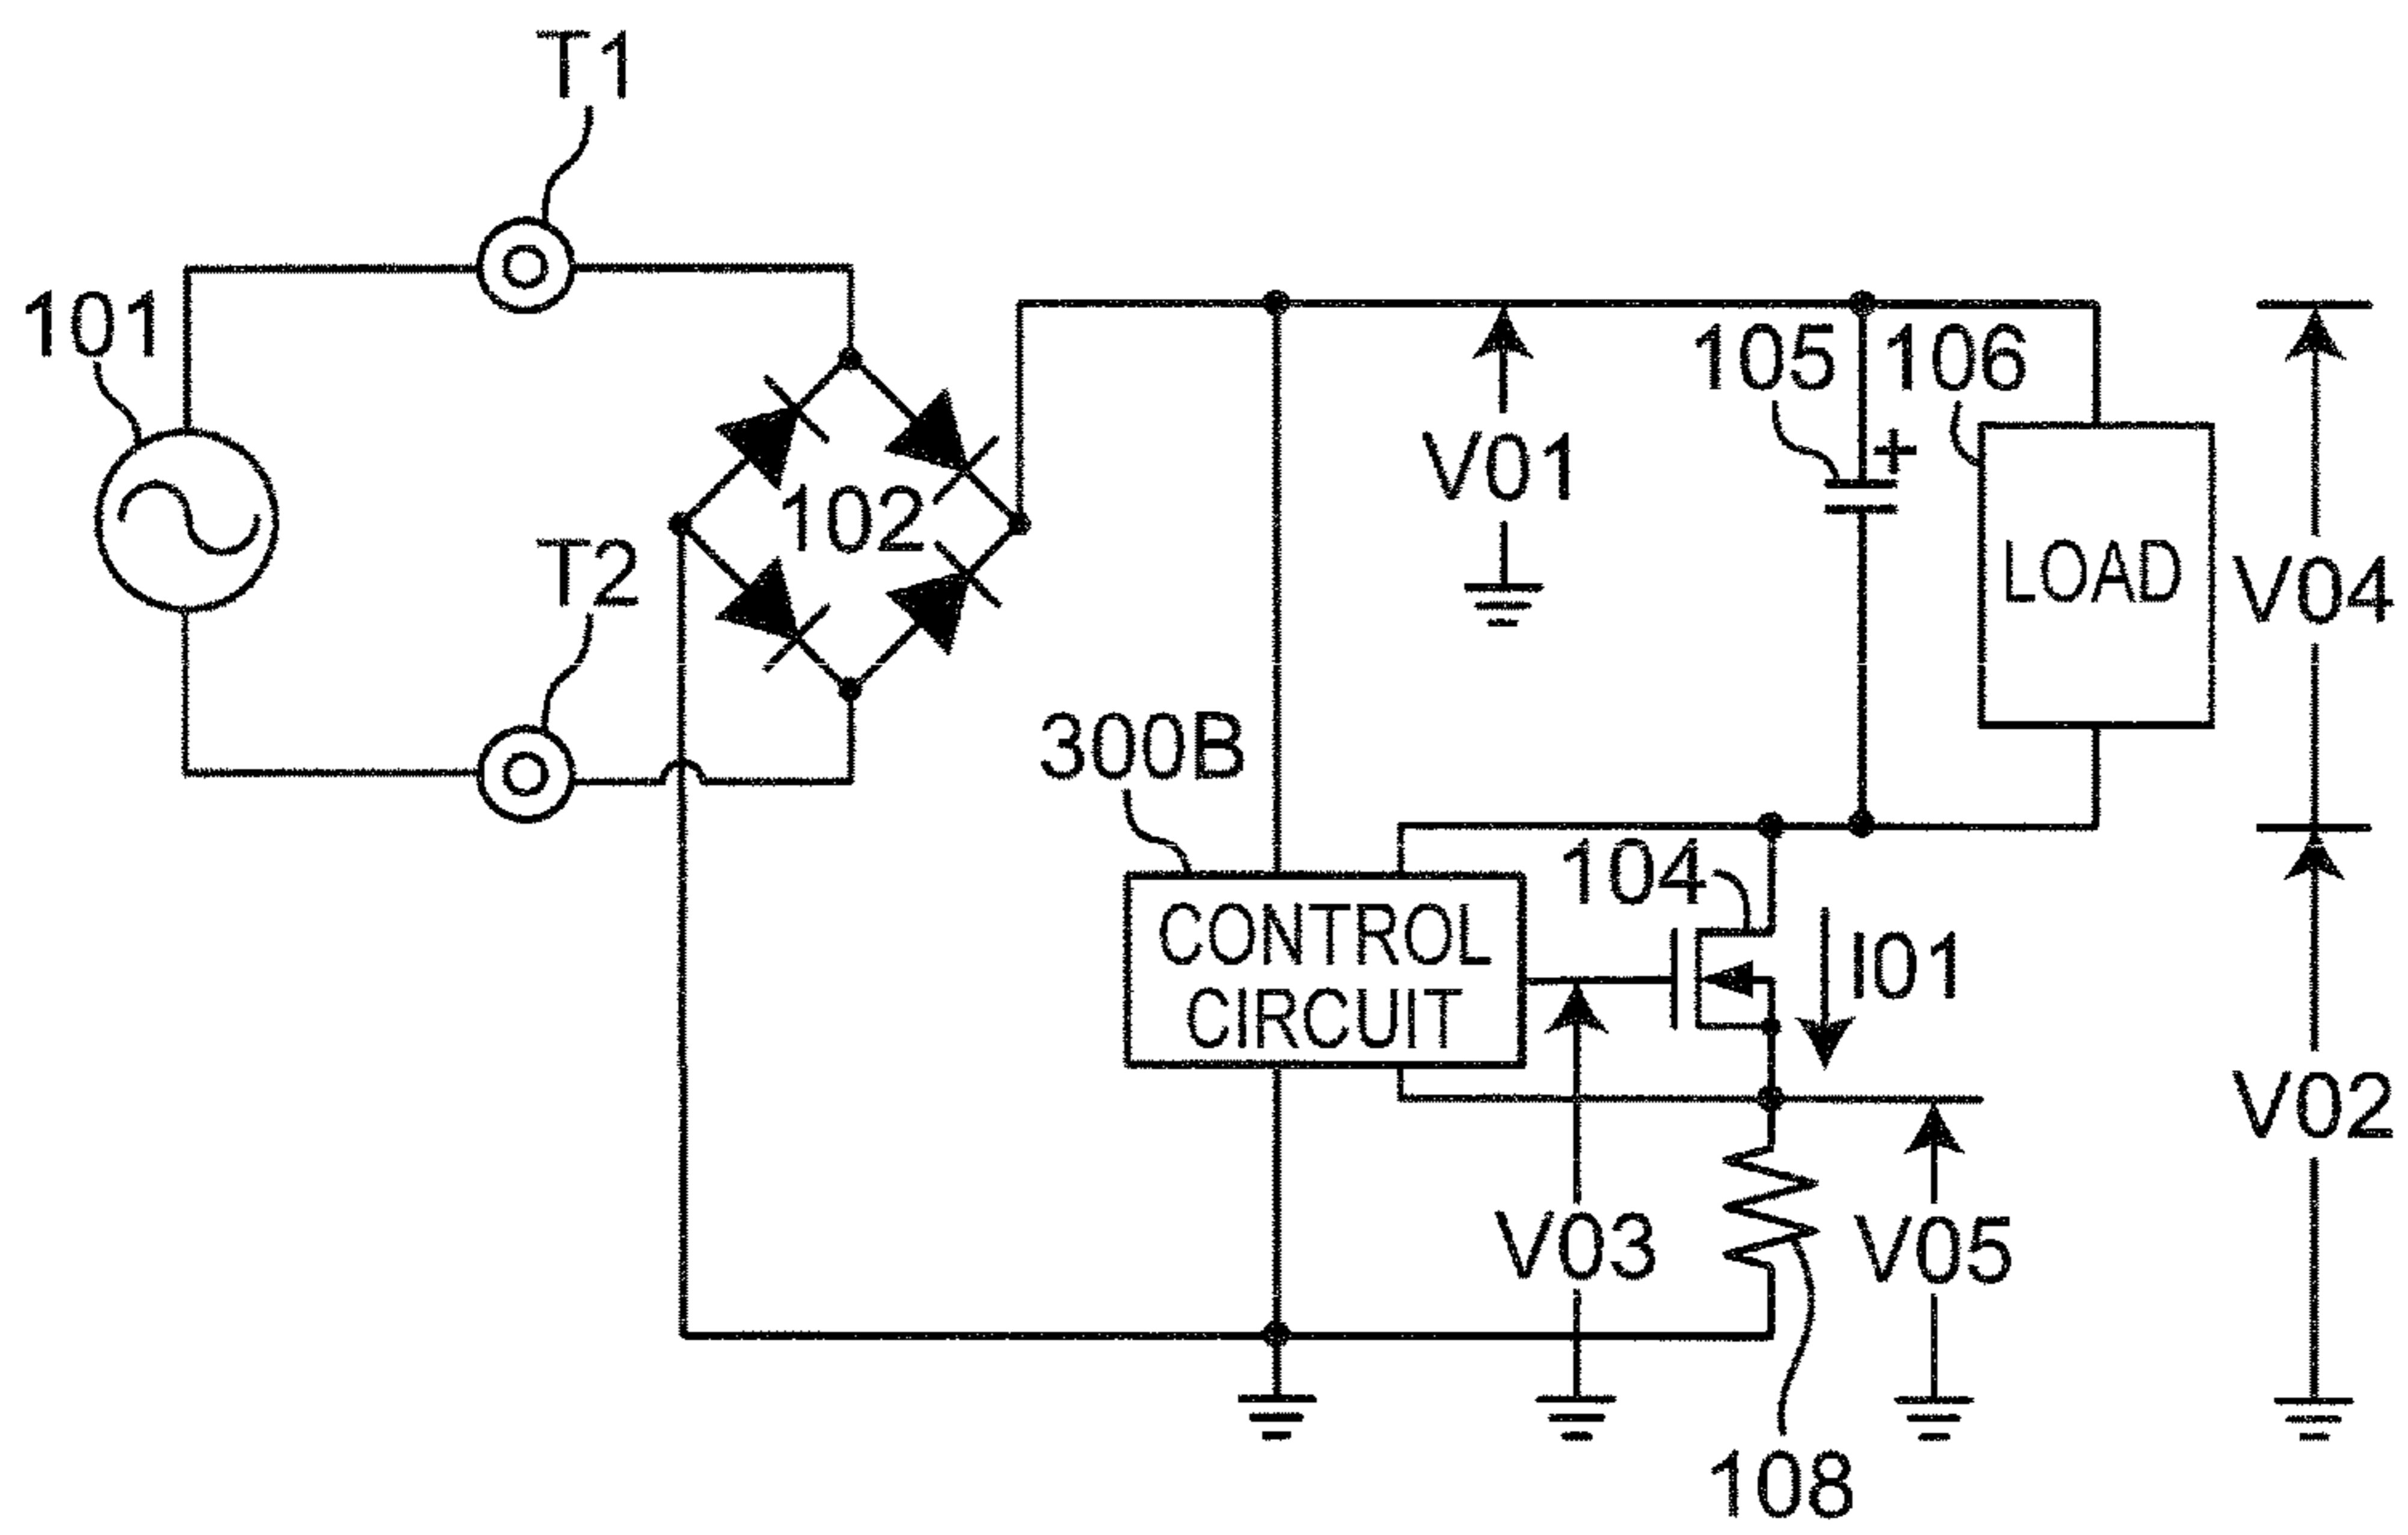 T1
101
105
106
+
V01
102
T2
LOAD
V04
300B
104
CONTROL
CIRCUIT
I01
V02
V03
V05
108